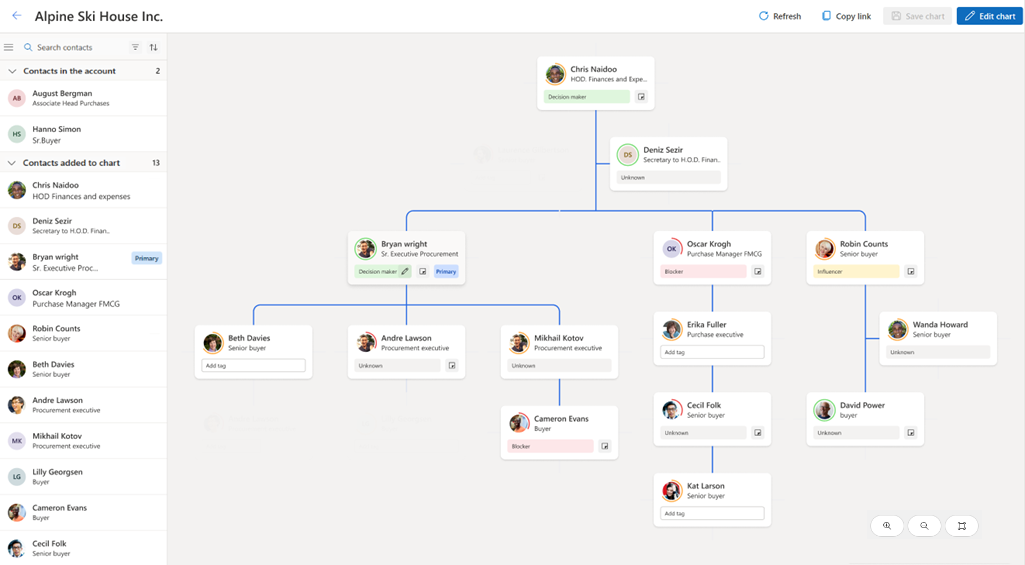 Alpine Ski House Inc.
Refresh
Copy link
Save chart
Edit chart
Search contacts
Contacts in the account 2
AB
August Bergman
Associate Head Purchases
HS
Hanno Simon
Sr.Buyer
Contacts added to chart 13
Chris Naidoo
HOD Finances and expenses
DS
Deniz Sezir
Secretary to H.O.D. Finan..
Bryan wright
Sr. Executive Proc...
Primary
OK
Oscar Krogh
Purchase Manager FMCG
Robin Counts
Senior buyer
Beth Davies
Senior buyer
Andre Lawson
Procurement executive
MK
Mikhail Kotov
Procurement executive
LG
Lilly Georgsen
Buyer
Cameron Evans
Buyer
Cecil Folk
Senior buyer
Chris Naidoo
HOD. Finances and Expe...
Decision maker
DS
Deniz Sezir
Secretary to H.O.D. Finan..
Unknown
Bryan wright
Sr. Executive Procurement
Decision maker
Primary
OK
Oscar Krogh
Purchase Manager FMCG
Blocker
Robin Counts
Senior buyer
Influencer
Beth Davies
Senior buyer
Add tag
Andre Lawson
Procurement executive
Unknown
Mikhail Kotov
Procurement executive
Unknown
Erika Fuller
Purchase executive
Add tag
Wanda Howard
Senior buyer
Unknown
Cameron Evans
Buyer
Blocker
Cecil Folk
Senior buyer
Unknown
David Power
buyer
Unknown
Kat Larson
Senior buyer
Add tag